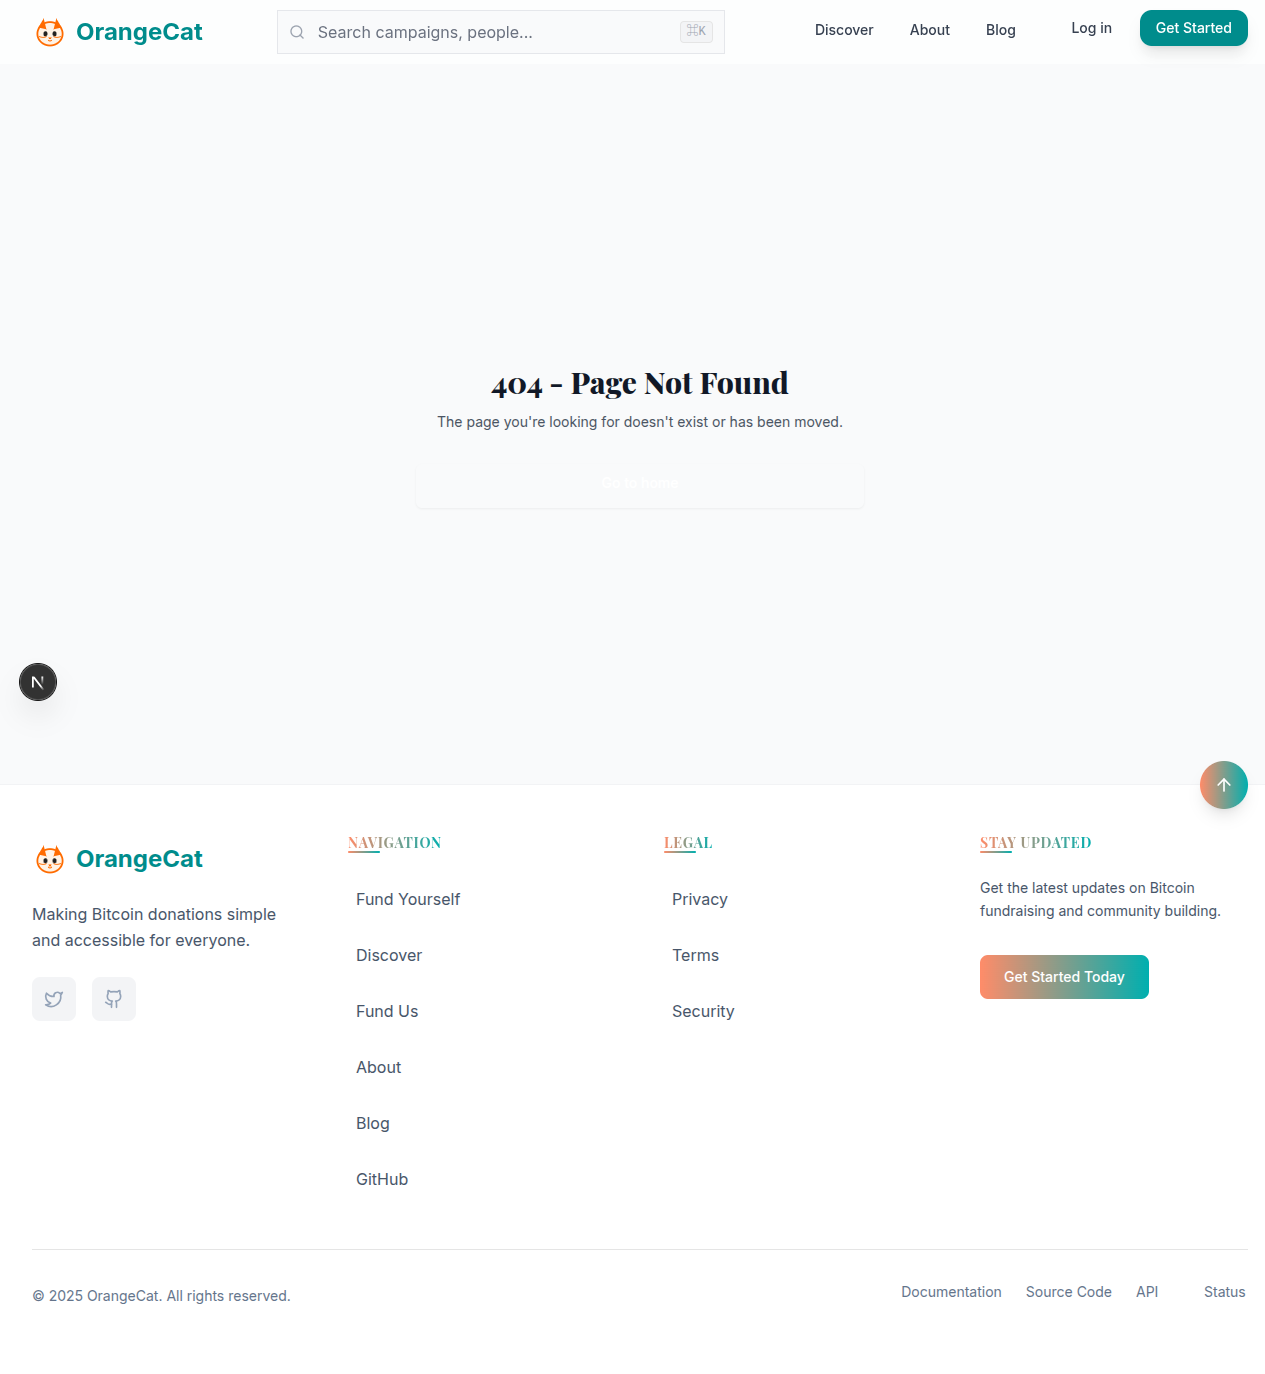 OrangeCat
Search campaigns, people...
⌘K
Discover
About
Blog
Log in
Get Started
404 - Page Not Found
The page you're looking for doesn't exist or has been moved.
Go to home
N
OrangeCat
Making Bitcoin donations simple
and accessible for everyone.
NAVIGATION
Fund Yourself
Discover
Fund Us
About
Blog
GitHub
LEGAL
Privacy
Terms
Security
STAY UPDATED
Get the latest updates on Bitcoin
fundraising and community building.
Get Started Today
© 2025 OrangeCat. All rights reserved.
Documentation
Source Code
API
Status